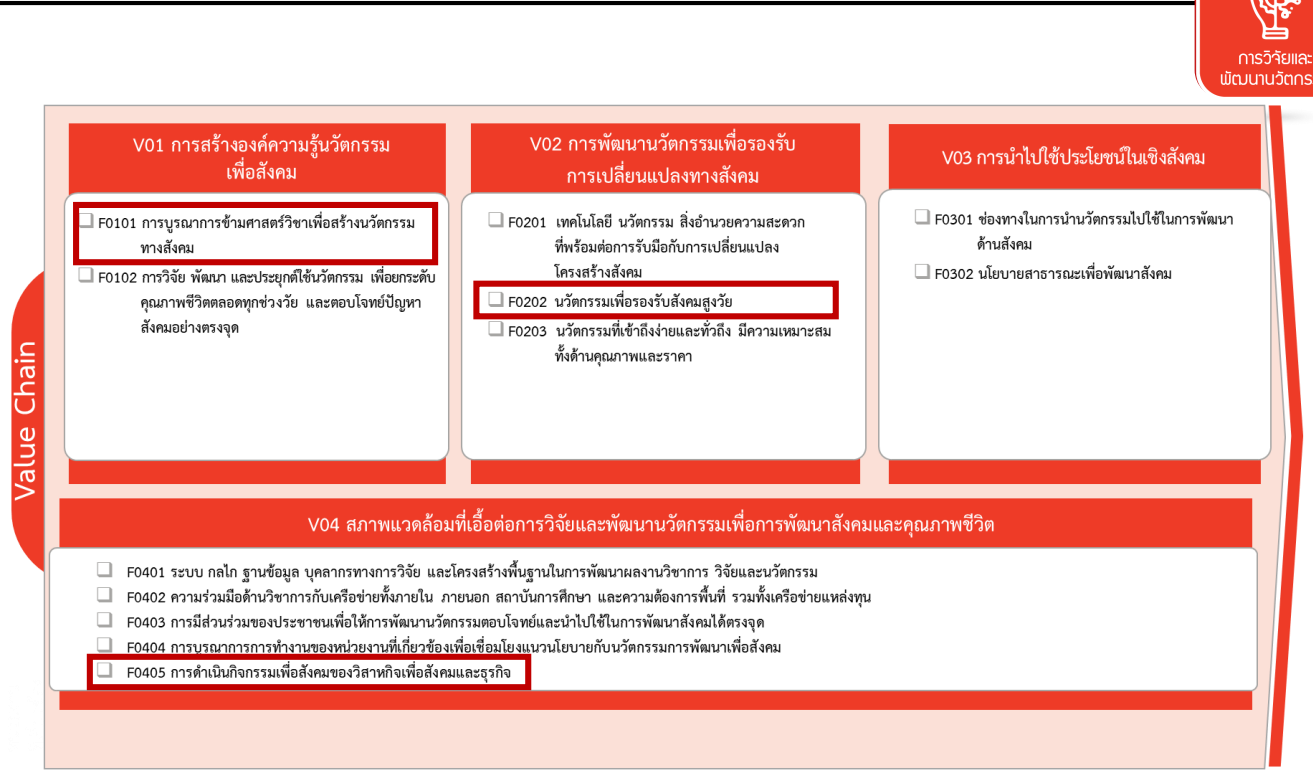 การวิจัยและ
พัฒนานวัตกร
V01 การสร้างองค์ความรู้นวัตกรรม
เพื่อสังคม
F0101 การบูรณาการข้ามศาสตร์วิชาเพื่อสร้างนวัตกรรม
ทางสังคม
F0102 การวิจัย พัฒนา และประยุกต์ใช้นวัตกรรม เพื่อยกระดับ
คุณภาพชีวิตตลอดทุกช่วงวัย และตอบโจทย์ปัญหา
สังคมอย่างตรงจุด
V02 การพัฒนานวัตกรรมเพื่อรองรับ
การเปลี่ยนแปลงทางสังคม
F0201 เทคโนโลยี นวัตกรรม สิ่งอำนวยความสะดวก
ที่พร้อมต่อการรับมือกับการเปลี่ยนแปลง
โครงสร้างสังคม
F0202 นวัตกรรมเพื่อรองรับสังคมสูงวัย
F0203 นวัตกรรมที่เข้าถึงง่ายและทั่วถึง มีความเหมาะสม
ทั้งด้านคุณภาพและราคา
V03 การนำไปใช้ประโยชน์ในเชิงสังคม
F0301 ช่องทางในการนำนวัตกรรมไปใช้ในการพัฒนา
ด้านสังคม
F0302 นโยบายสาธารณะเพื่อพัฒนาสังคม
Value Chain
V04 สภาพแวดล้อมที่เอื้อต่อการวิจัยและพัฒนานวัตกรรมเพื่อการพัฒนาสังคมและคุณภาพชีวิต
F0401 ระบบ กลไก ฐานข้อมูล บุคลากรทางการวิจัย และโครงสร้างพื้นฐานในการพัฒนาผลงานวิชาการ วิจัยและนวัตกรรม
F0402 ความร่วมมือด้านวิชาการกับเครือข่ายทั้งภายใน ภายนอก สถาบันการศึกษา และความต้องการพื้นที่ รวมทั้งเครือข่ายแหล่งทุน
F0403 การมีส่วนร่วมของประชาชนเพื่อให้การพัฒนานวัตกรรมตอบโจทย์และนำไปใช้ในการพัฒนาสังคมได้ตรงจุด
F0404 การบูรณาการการทำงานของหน่วยงานที่เกี่ยวข้องเพื่อเชื่อมโยงแนวนโยบายกับนวัตกรรมการพัฒนาเพื่อสังคม
F0405 การดำเนินกิจกรรมเพื่อสังคมของวิสาหกิจเพื่อสังคมและธุรกิจ